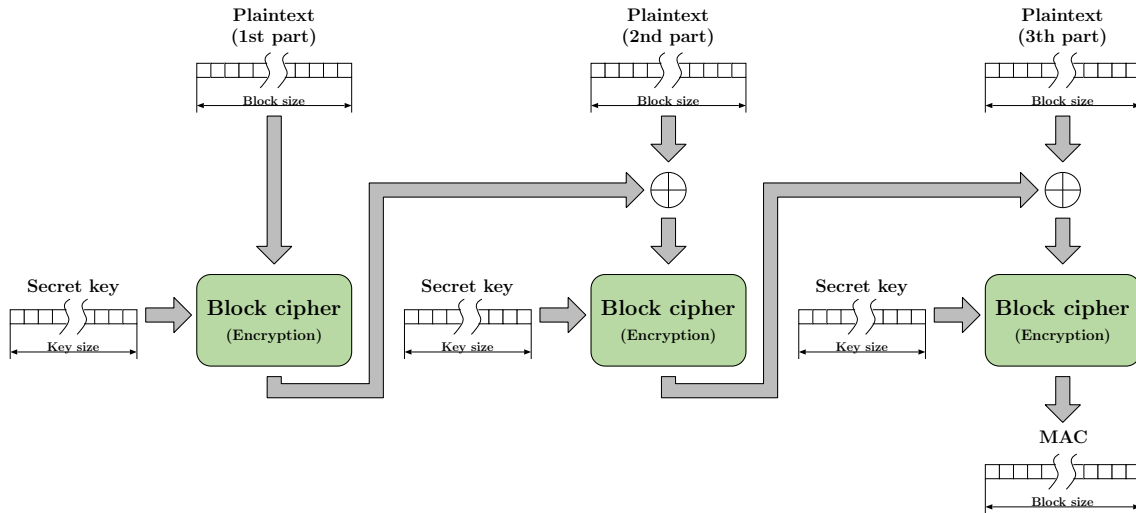 Plaintext
(1st part)
Block size
Plaintext
(2nd part)
Block size
Plaintext
(3th part)
Block size
Secret key
Key size
Block cipher
(Encryption)
Secret key
Key size
Block cipher
(Encryption)
Secret key
Key size
Block cipher
(Encryption)
MAC
Block size